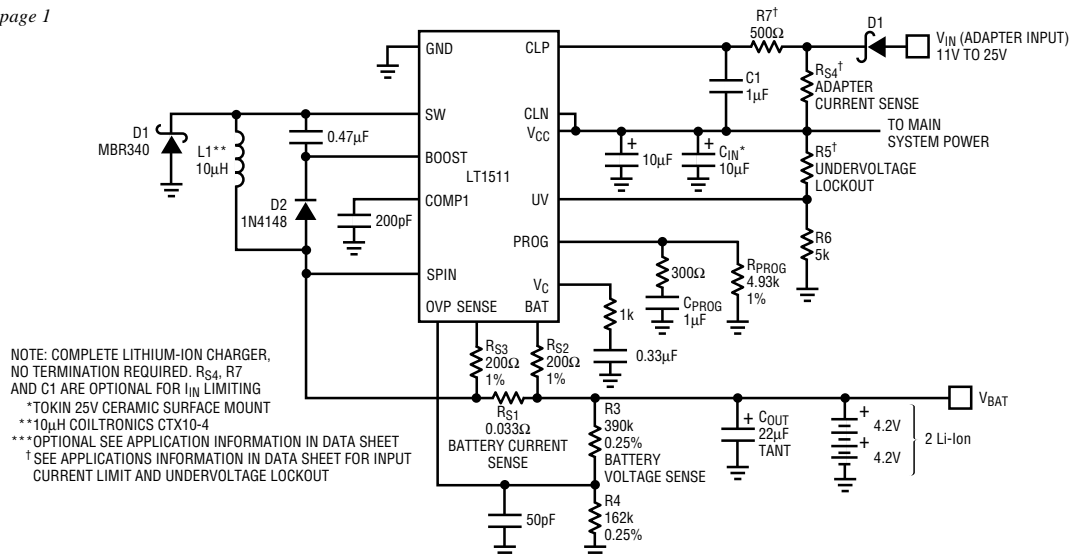 page 1
GND
CLP
R7†
500Ω
D1
VIN (ADAPTER INPUT)
11V TO 25V
C1
1µF
RS4†
ADAPTER
CURRENT SENSE
SW
CLN
VCC
TO MAIN
SYSTEM POWER
D1
MBR340
L1**
10µH
0.47µF
BOOST
LT1511
+
10µF
+
CIN*
10µF
R5†
UNDERVOLTAGE
LOCKOUT
D2
1N4148
COMP1
200pF
UV
R6
5k
PROG
300Ω
CPROG
1µF
RPROG
4.93k
1%
SPIN
VC
1k
0.33µF
OVP
SENSE
BAT
RS3
200Ω
1%
RS2
200Ω
1%
RS1
0.033Ω
BATTERY CURRENT
SENSE
R3
390k
0.25%
BATTERY
VOLTAGE SENSE
+
COUT
22µF
TANT
VBAT
+
4.2V
+
4.2V
2 Li-Ion
50pF
R4
162k
0.25%
NOTE: COMPLETE LITHIUM-ION CHARGER,
NO TERMINATION REQUIRED. RS4, R7
AND C1 ARE OPTIONAL FOR IIN LIMITING
*TOKIN 25V CERAMIC SURFACE MOUNT
**10µH COILTRONICS CTX10-4
***OPTIONAL SEE APPLICATION INFORMATION IN DATA SHEET
†SEE APPLICATIONS INFORMATION IN DATA SHEET FOR INPUT
CURRENT LIMIT AND UNDERVOLTAGE LOCKOUT